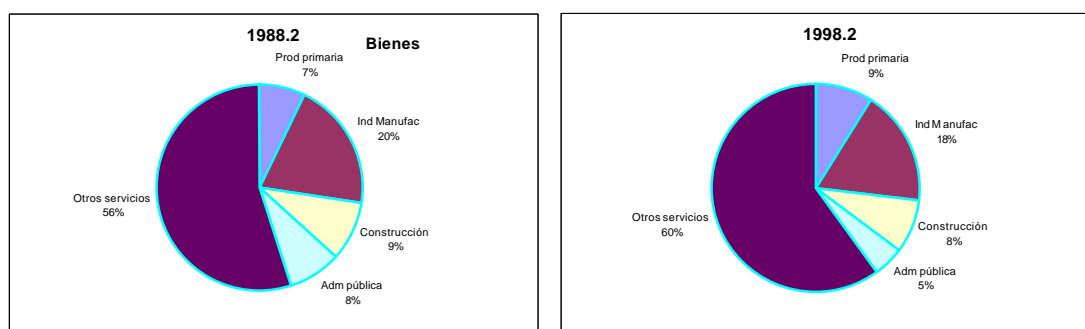 1988.2
Bienes
Prod primaria
7%
Ind Manufac
20%
Otros servicios
56%
Construcción
9%
Adm pública
8%
1998.2
Prod primaria
9%
Ind M anufac
18%
Otros servicios
60%
Construcción
8%
Adm pública
5%